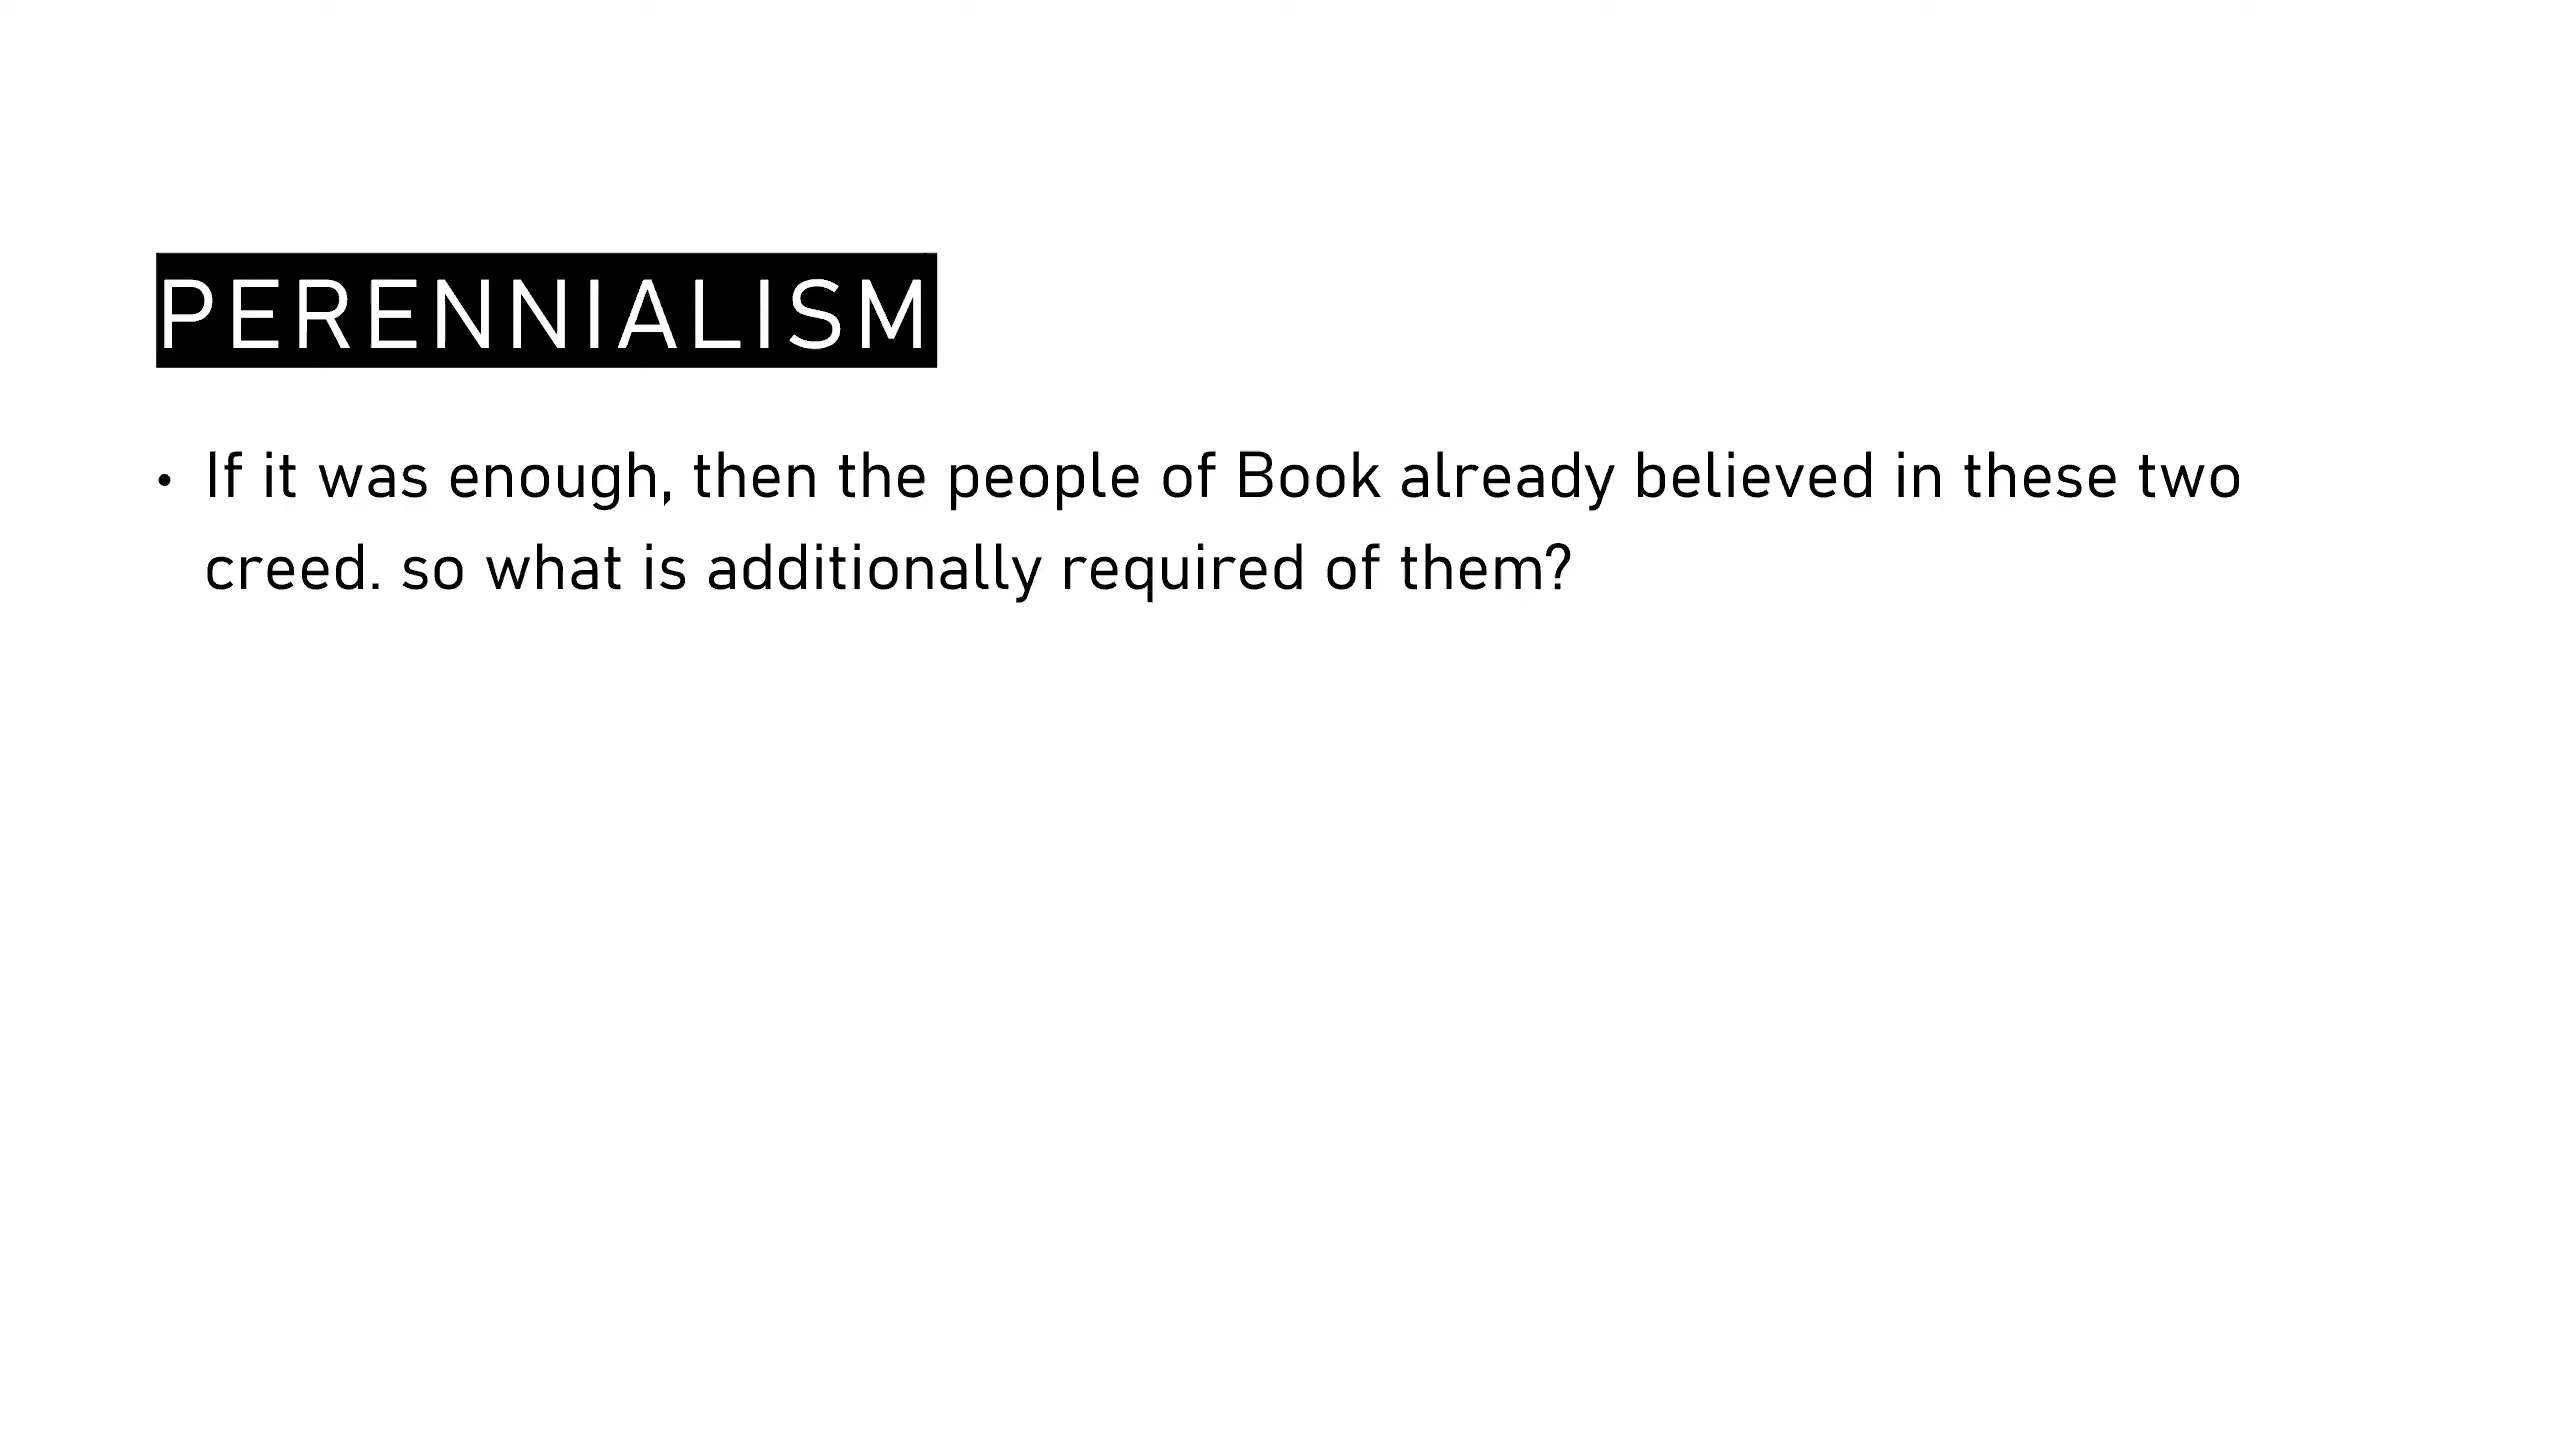 PERENNIALISM
• If it was enough, then the people of Book already believed in these two
creed. so what is additionally required of them?